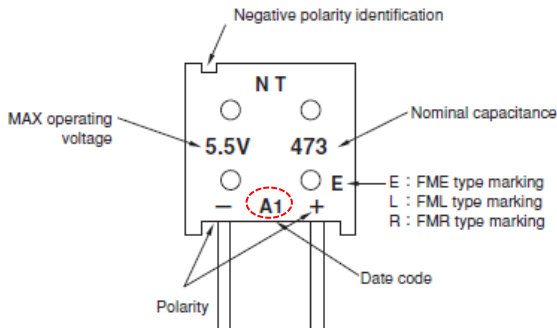 Negative polarity identification
N T
MAX operating
voltage
5.5V
473
Nominal capacitance
E
E : FME type marking
L : FML type marking
R : FMR type marking
− A1 +
Date code
Polarity